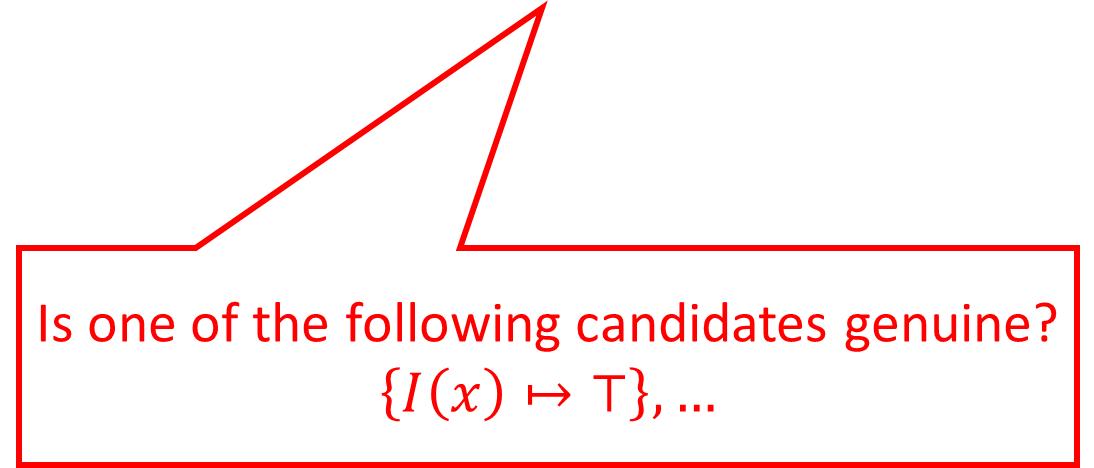 Is one of the following candidates genuine?
{I(x) ↦ ⊤}, …